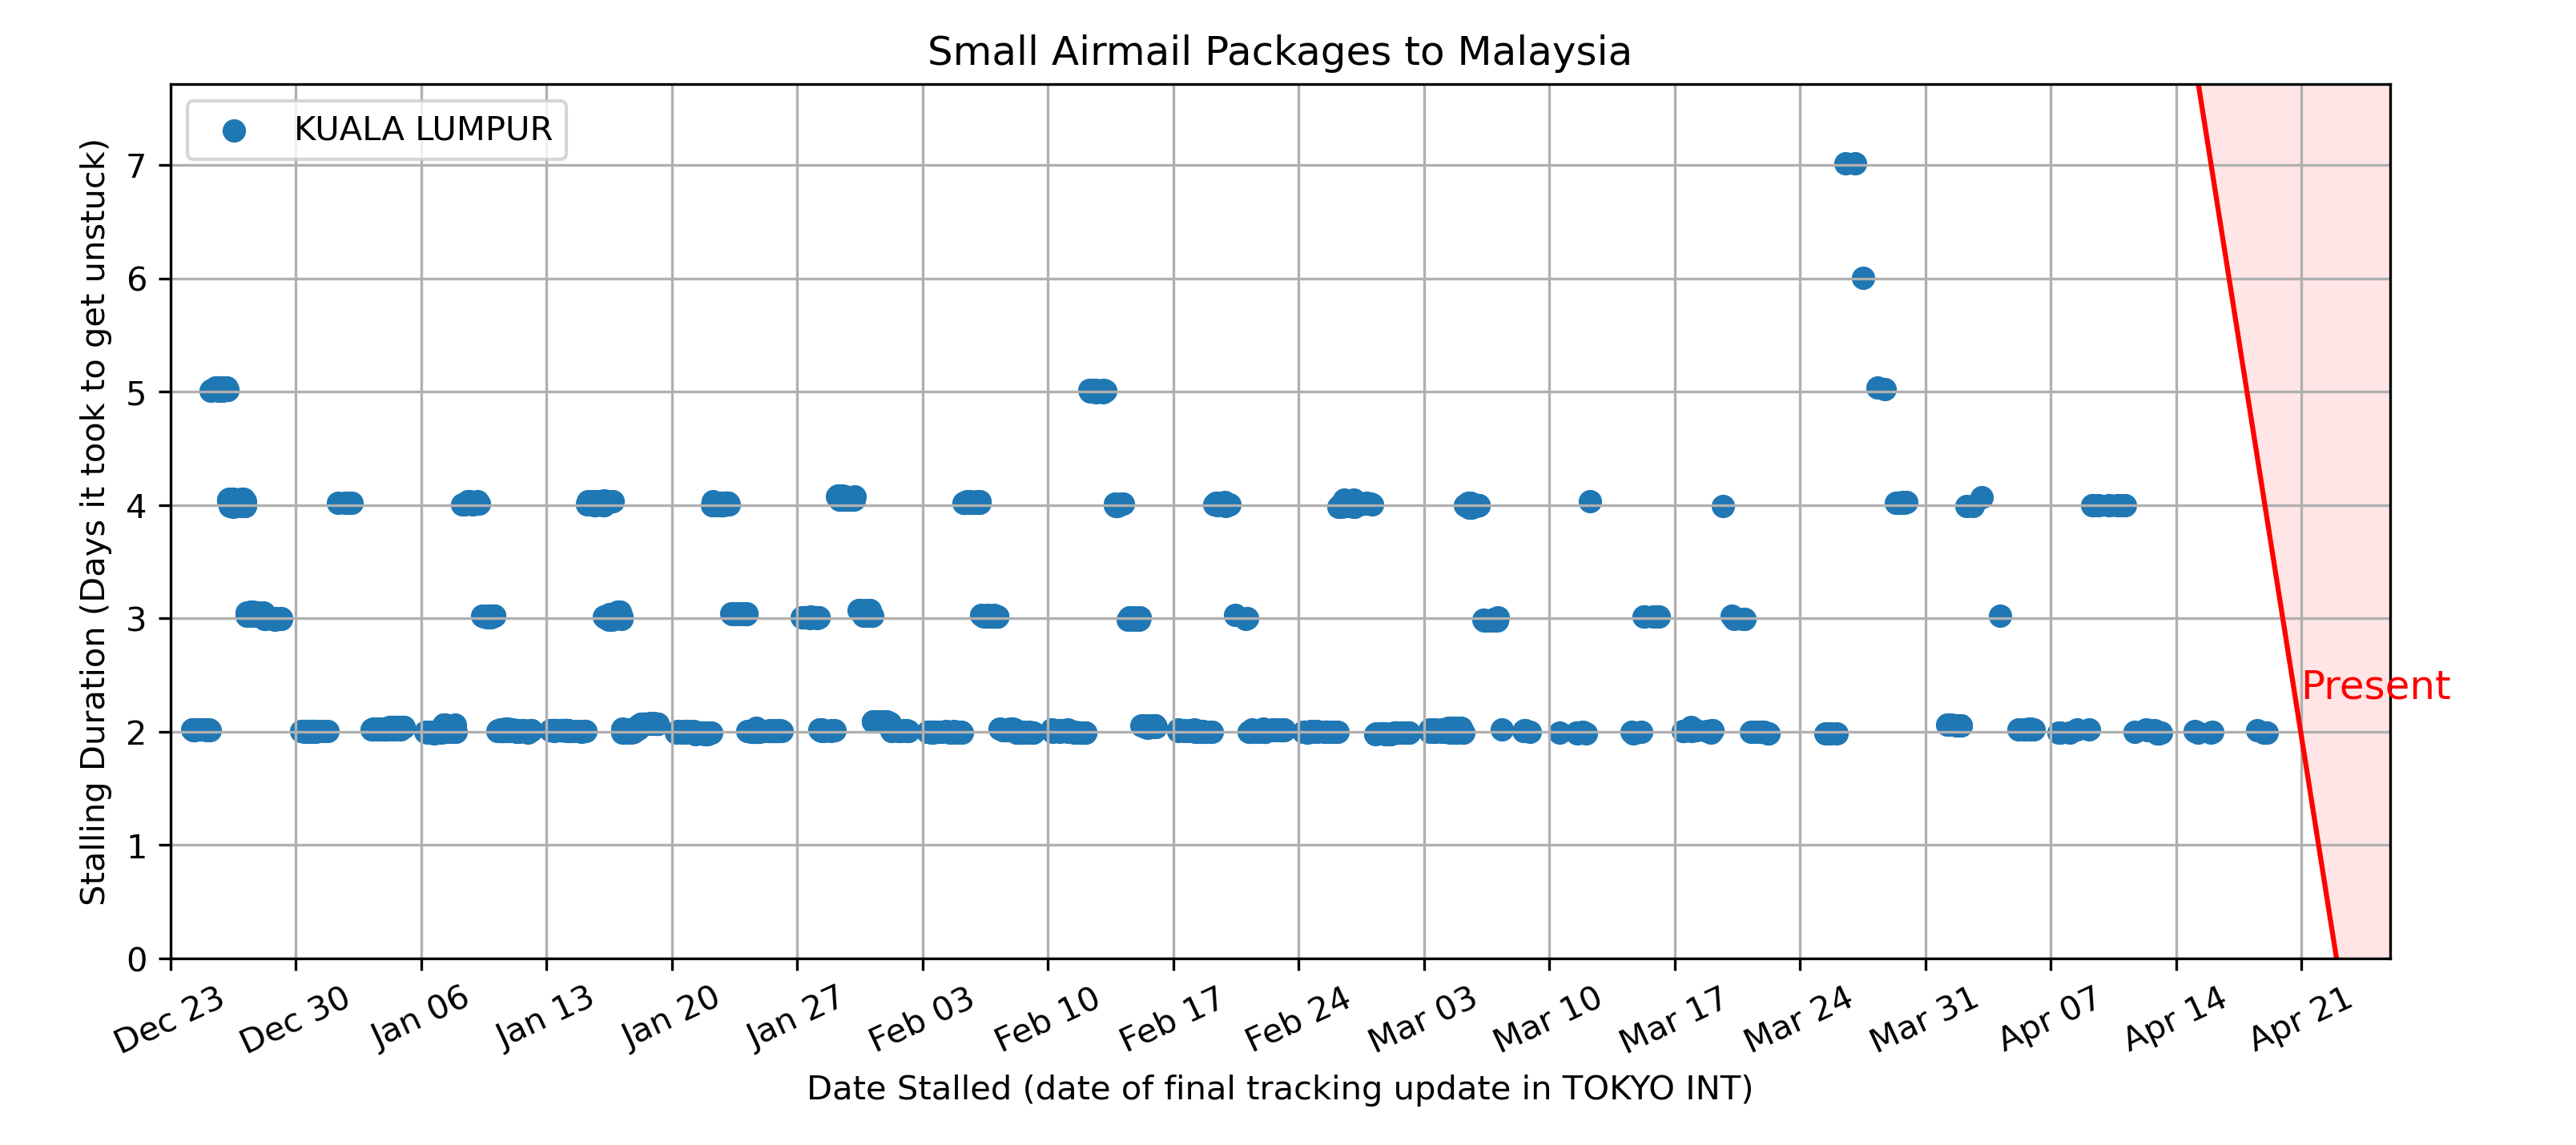 Small Airmail Packages to Malaysia
KUALA LUMPUR
Stalling Duration (Days it took to get unstuck)
7
6
5
4
3
2
1
0
Present
Dec 23
Dec 30
Jan 06
Jan 13
Jan 20
Jan 27
Feb 03
Feb 10
Feb 17
Feb 24
Mar 03
Mar 10
Mar 17
Mar 24
Mar 31
Apr 07
Apr 14
Apr 21
Date Stalled (date of final tracking update in TOKYO INT)